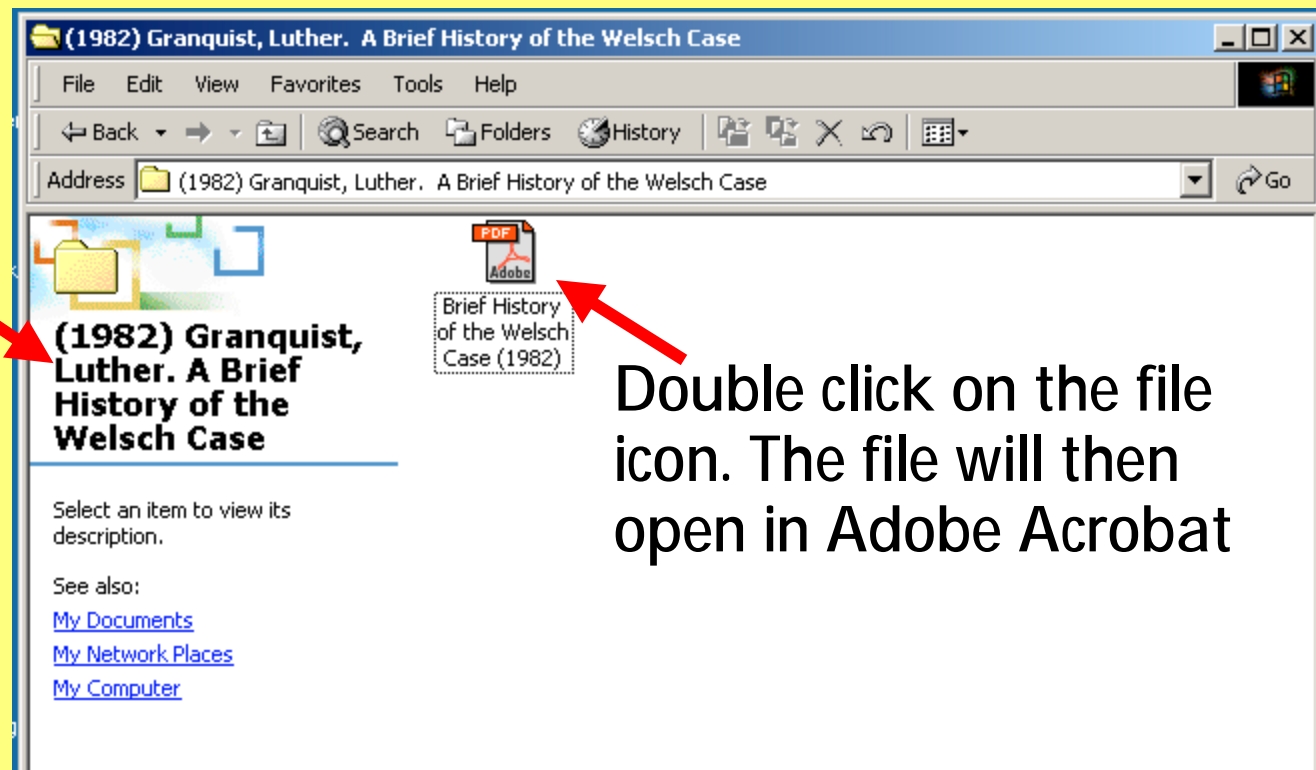 (1982) Granquist, Luther.  A Brief History of the Welsch Case
File Edit View Favorites Tools Help
Back Search Folders History
Address (1982) Granquist, Luther.  A Brief History of the Welsch Case Go
PDF
Adobe
Brief History
of the Welsch
Case (1982)
(1982) Granquist,
Luther. A Brief
History of the
Welsch Case
Double click on the file
icon. The file will then
open in Adobe Acrobat
Select an item to view its
description.
See also:
My Documents
My Network Places
My Computer